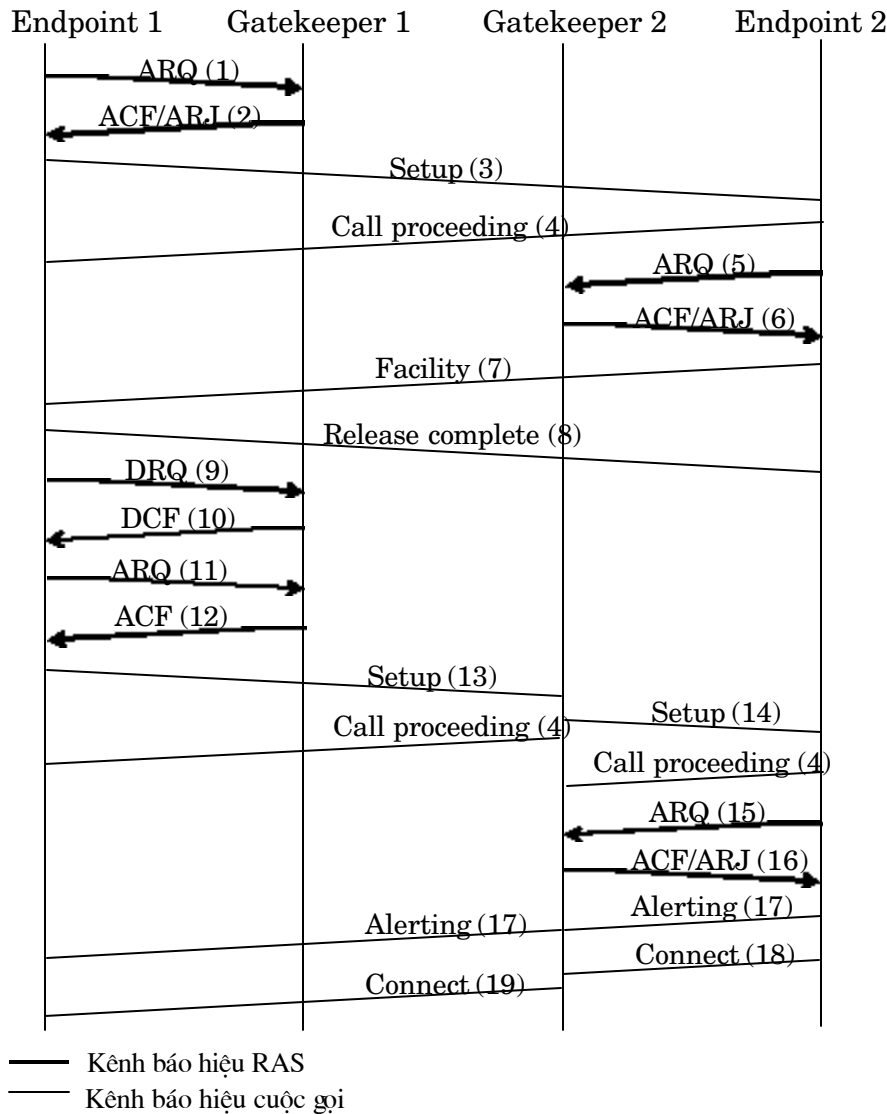 Endpoint 1 Gatekeeper 1 Gatekeeper 2 Endpoint 2
ARQ (1)
ACF/ARJ (2)
Setup (3)
Call proceeding (4)
ARQ (5)
ACF/ARJ (6)
Facility (7)
Release complete (8)
DRQ (9)
DCF (10)
ARQ (11)
ACF (12)
Setup (13)
Setup (14)
Call proceeding (4)
Call proceeding (4)
ARQ (15)
ACF/ARJ (16)
Alerting (17)
Alerting (17)
Connect (18)
Connect (19)
Kênh báo hiệu RAS
Kênh báo hiệu cuộc gọi